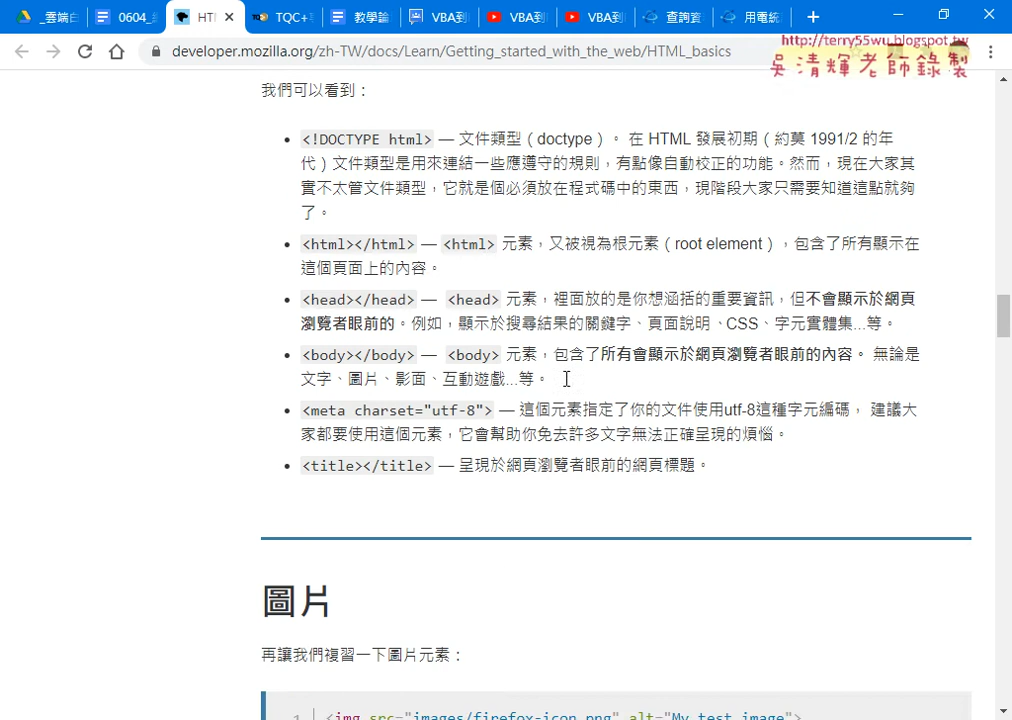 _雲端白
0604_
HTI
TQC+
教學論
VBA到
VBA到
VBA到
查詢資
用電統
developer.mozilla.org/zh-TW/docs/Learn/Getting_started_with_the_web/HTML_basics
http://terry55wu.blogspot.tw
吳清輝老師錄製
我們可以看到：
<!DOCTYPE html> — 文件類型（doctype）。 在 HTML 發展初期（約莫 1991/2 的年
代）文件類型是用來連結一些應遵守的規則，有點像自動校正的功能。然而，現在大家其
實不太管文件類型，它就是個必須放在程式碼中的東西，現階段大家只需要知道這點就夠
了。
<html></html> — <html> 元素，又被視為根元素（root element），包含了所有顯示在
這個頁面上的內容。
<head></head> — <head> 元素，裡面放的是你想涵括的重要資訊，但不會顯示於網頁
瀏覽者眼前的。例如，顯示於搜尋結果的關鍵字、頁面說明、CSS、字元實體集...等。
<body></body> — <body> 元素，包含了所有會顯示於網頁瀏覽者眼前的內容。 無論是
文字、圖片、影面、互動遊戲...等。
<meta charset="utf-8"> — 這個元素指定了你的文件使用utf-8這種字元編碼， 建議大
家都要使用這個元素，它會幫助你免去許多文字無法正確呈現的煩惱。
<title></title> — 呈現於網頁瀏覽者眼前的網頁標題。
圖片
再讓我們複習一下圖片元素：
1 <img src="images/firefox-icon.png" alt="My test image">